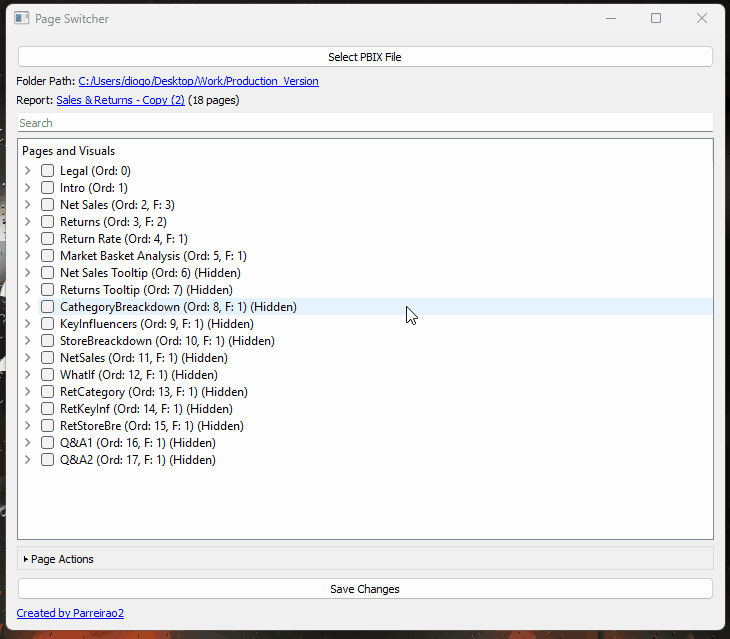 Page Switcher
Select PBIX File
Folder Path: C:/Users/diogo/Desktop/Work/Production_Version
Report: Sales & Returns - Copy (2) (18 pages)
Search
Pages and Visuals
Legal (Ord: 0)
Intro (Ord: 1)
Net Sales (Ord: 2, F: 3)
Returns (Ord: 3, F: 2)
Return Rate (Ord: 4, F: 1)
Market Basket Analysis (Ord: 5, F: 1)
Net Sales Tooltip (Ord: 6) (Hidden)
Returns Tooltip (Ord: 7) (Hidden)
CathegoryBreackdown (Ord: 8, F: 1) (Hidden)
KeyInfluencers (Ord: 9, F: 1) (Hidden)
StoreBreakdown (Ord: 10, F: 1) (Hidden)
NetSales (Ord: 11, F: 1) (Hidden)
WhatIf (Ord: 12, F: 1) (Hidden)
RetCategory (Ord: 13, F: 1) (Hidden)
RetKeyInf (Ord: 14, F: 1) (Hidden)
RetStoreBre (Ord: 15, F: 1) (Hidden)
Q&A1 (Ord: 16, F: 1) (Hidden)
Q&A2 (Ord: 17, F: 1) (Hidden)
Page Actions
Save Changes
Created by Parreirao2